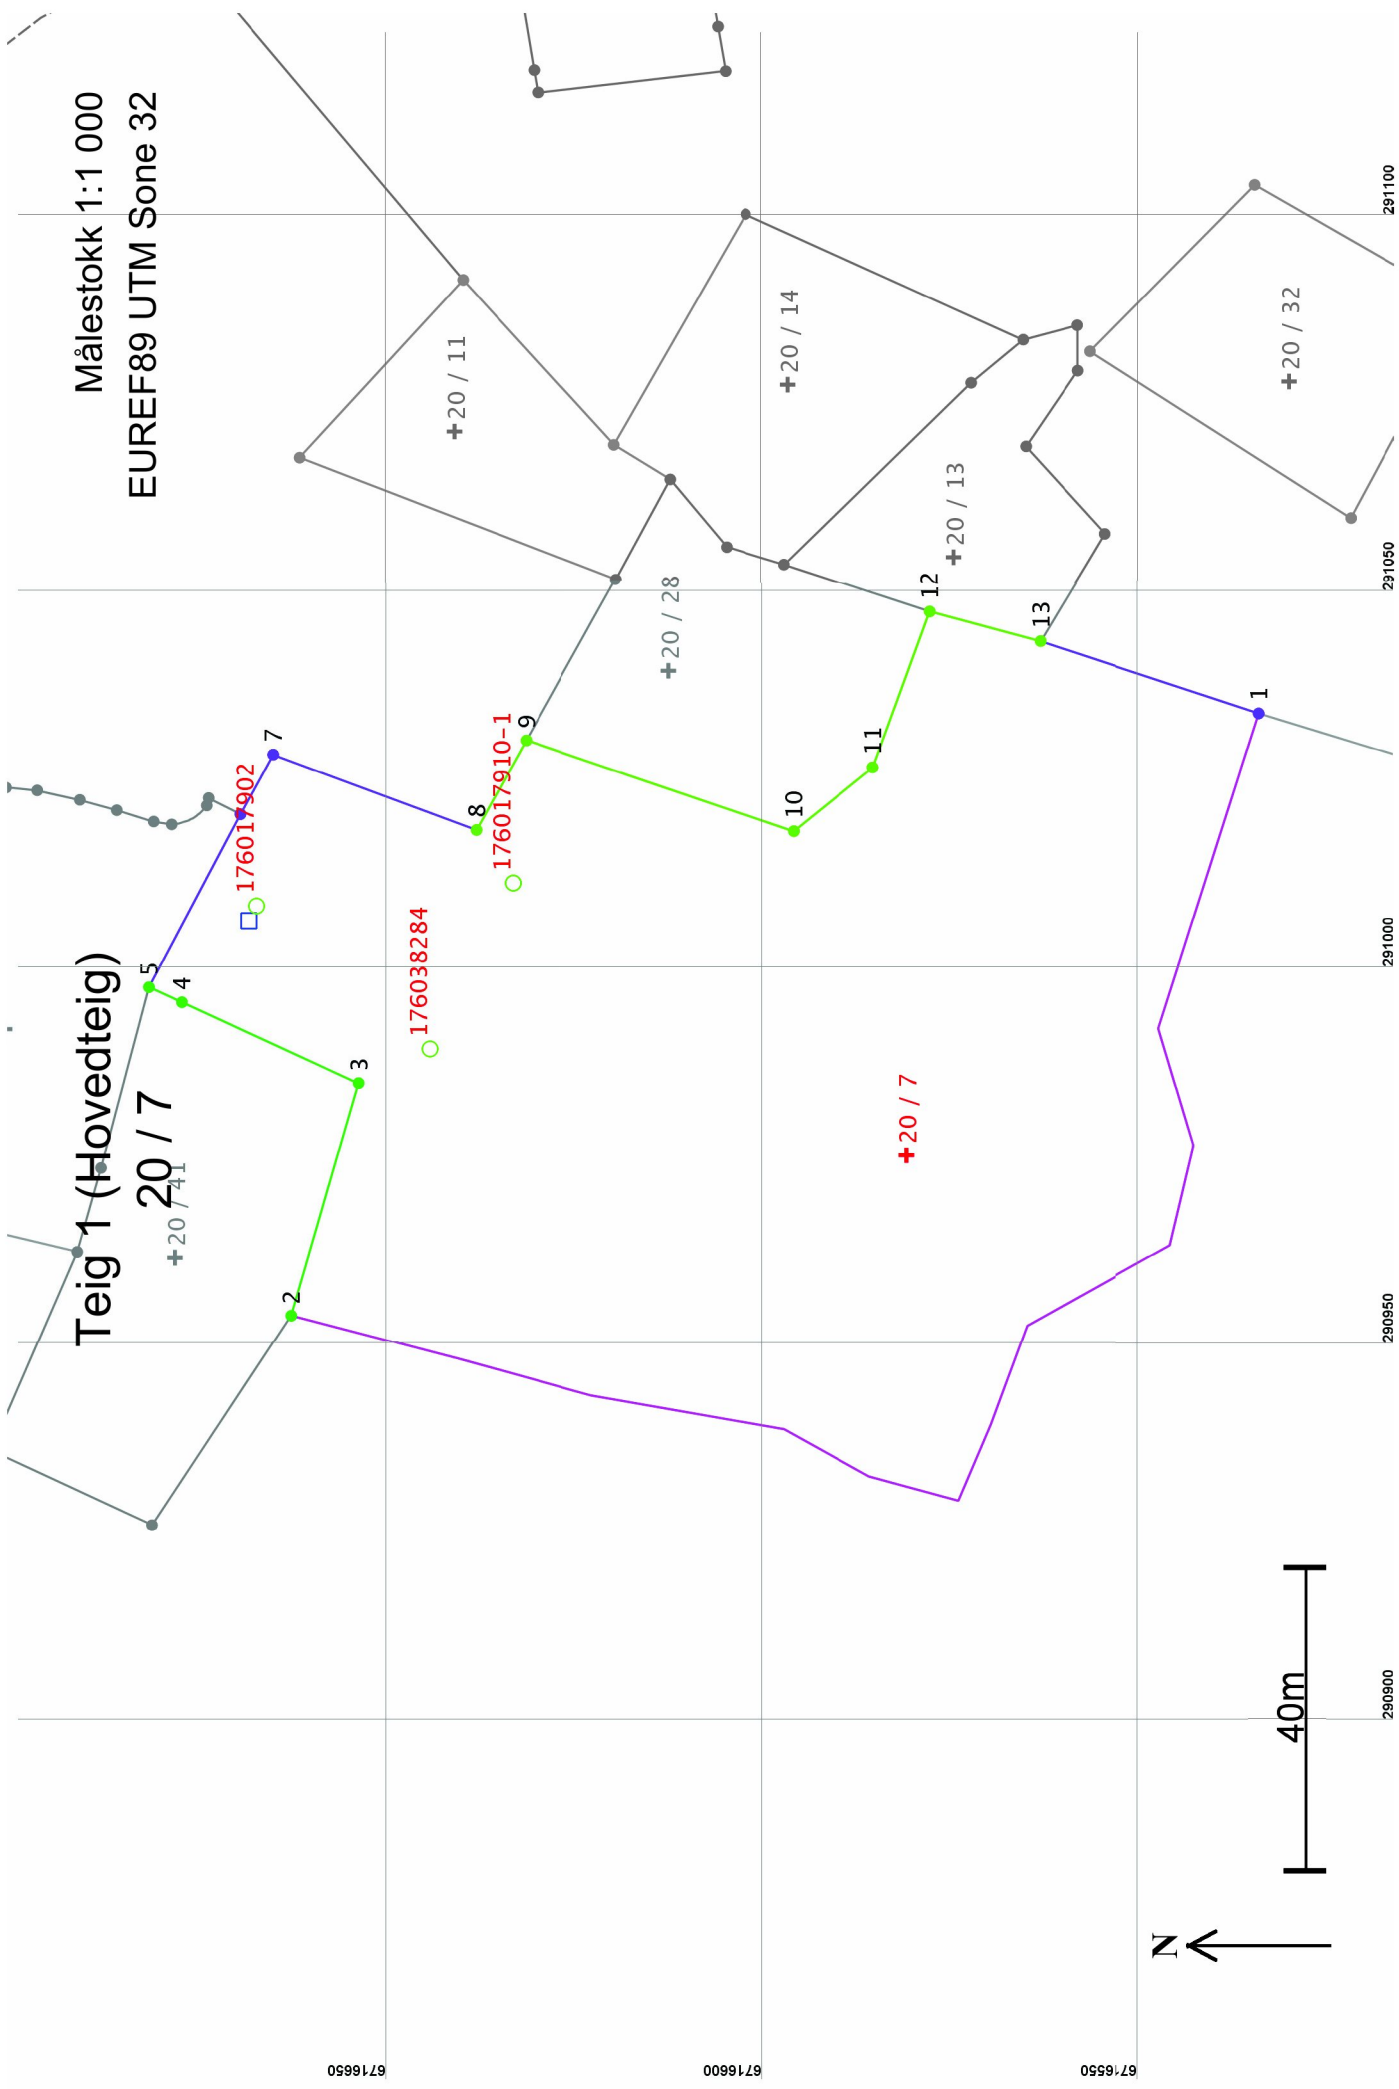 Målestokk 1:1 000
EUREF89 UTM Sone 32
Teig 1 (Hovedteig)
20 / 7
+20 / 41
5
4
3
2
7
176017902
176017910-1
8
9
176038284
+20 / 11
+20 / 28
+20 / 14
+20 / 13
+20 / 32
10
11
12
13
1
+20 / 7
291100
291050
291000
290950
290900
6716650
6716600
6716550
40m
N